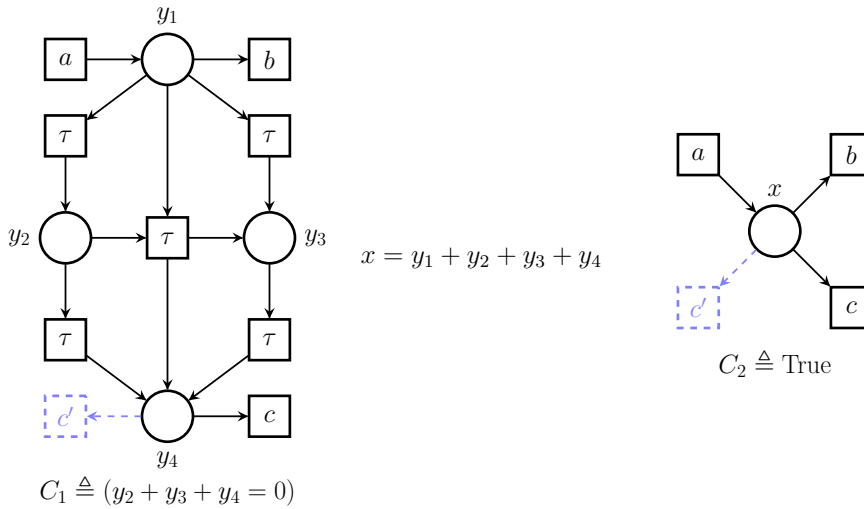 y₁
a
b
τ
τ
y₂
τ
y₃
τ
τ
c′
c
y₄
C₁ ≜ (y₂ + y₃ + y₄ = 0)
x = y₁ + y₂ + y₃ + y₄
a
b
x
c′
c
C₂ ≜ True